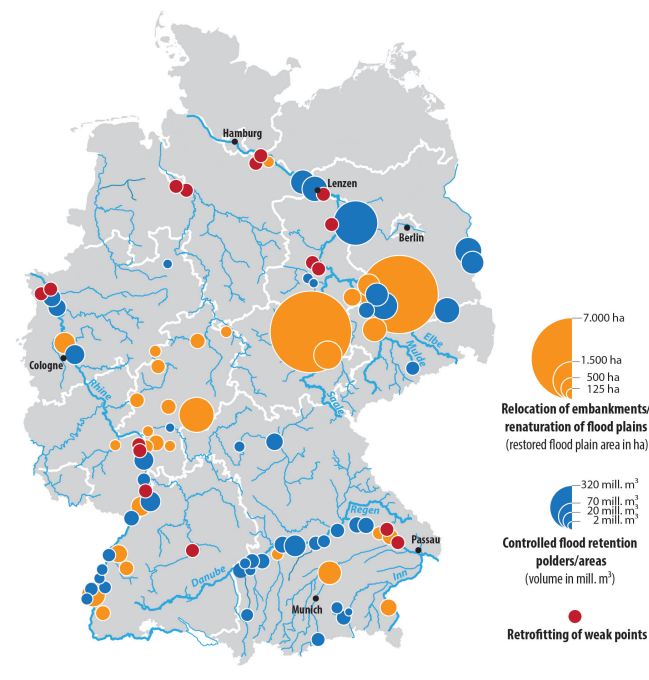 Hamburg
Lenzen
Berlin
Elbe
Mulde
Saale
Cologne
Rhine
Regen
Passau
Danube
Inn
Munich
7.000 ha
1.500 ha
500 ha
125 ha
Relocation of embankments/
renaturation of flood plains
(restored flood plain area in ha)
320 mill. m³
70 mill. m³
20 mill. m³
2 mill. m³
Controlled flood retention
polders/areas
(volume in mill. m³)
Retrofitting of weak points